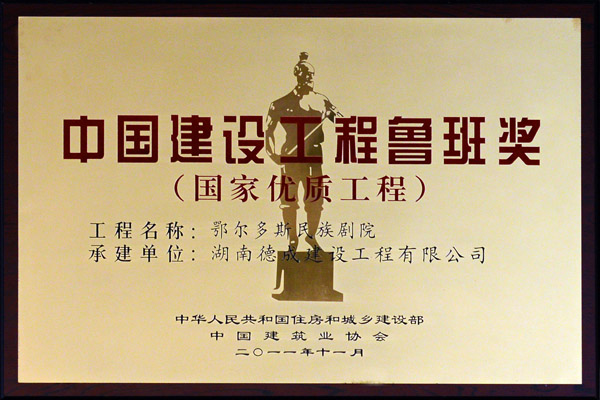 中国建设工程鲁班奖
（国家优质工程）
工程名称：鄂尔多斯民族剧院
承建单位：湖南德成建设工程有限公司
中华人民共和国住房和城乡建设部
中国建筑业协会
二〇一一年十一月